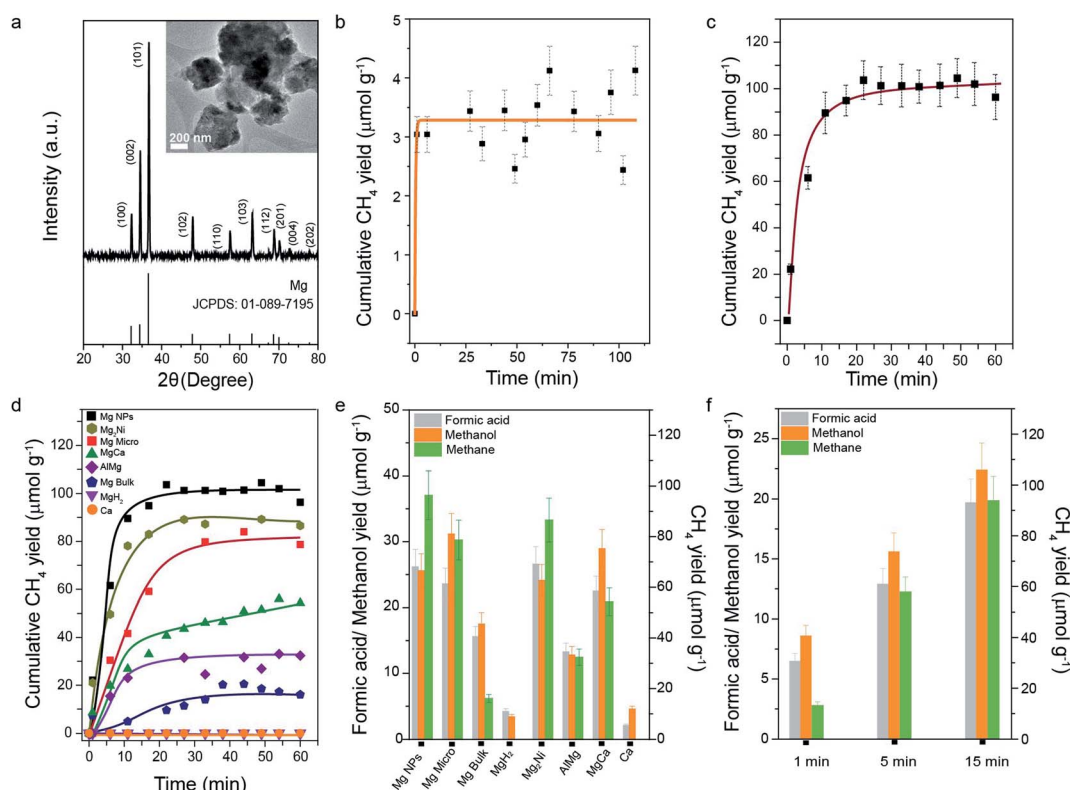 a
Intensity (a.u.)
(100)
(002)
(101)
(102)
(110)
(103)
(112)
(201)
(004)
(202)
200 nm
Mg
JCPDS: 01-089-7195
20 30 40 50 60 70 80
2θ(Degree)
b
Cumulative CH4 yield (μmol g-1)
5
4
3
2
1
0
0 25 50 75 100
Time (min)
c
Cumulative CH4 yield (μmol g-1)
120
100
80
60
40
20
0
0 10 20 30 40 50 60
Time (min)
d
Cumulative CH4 yield (μmol g-1)
120
100
80
60
40
20
0
Mg NPs
Mg2Ni
Mg Micro
MgCa
AlMg
Mg Bulk
MgH2
Ca
0 10 20 30 40 50 60
Time (min)
e
Formic acid/ Methanol yield (μmol g-1)
50
40
30
20
10
0
Formic acid
Methanol
Methane
120
100
80
60
40
20
0
CH4 yield (μmol g-1)
Mg NPs
Mg Micro
Mg Bulk
MgH2
Mg2Ni
AlMg
MgCa
Ca
f
Formic acid/ Methanol yield (μmol g-1)
25
20
15
10
5
0
Formic acid
Methanol
Methane
120
100
80
60
40
20
0
CH4 yield (μmol g-1)
1 min 5 min 15 min